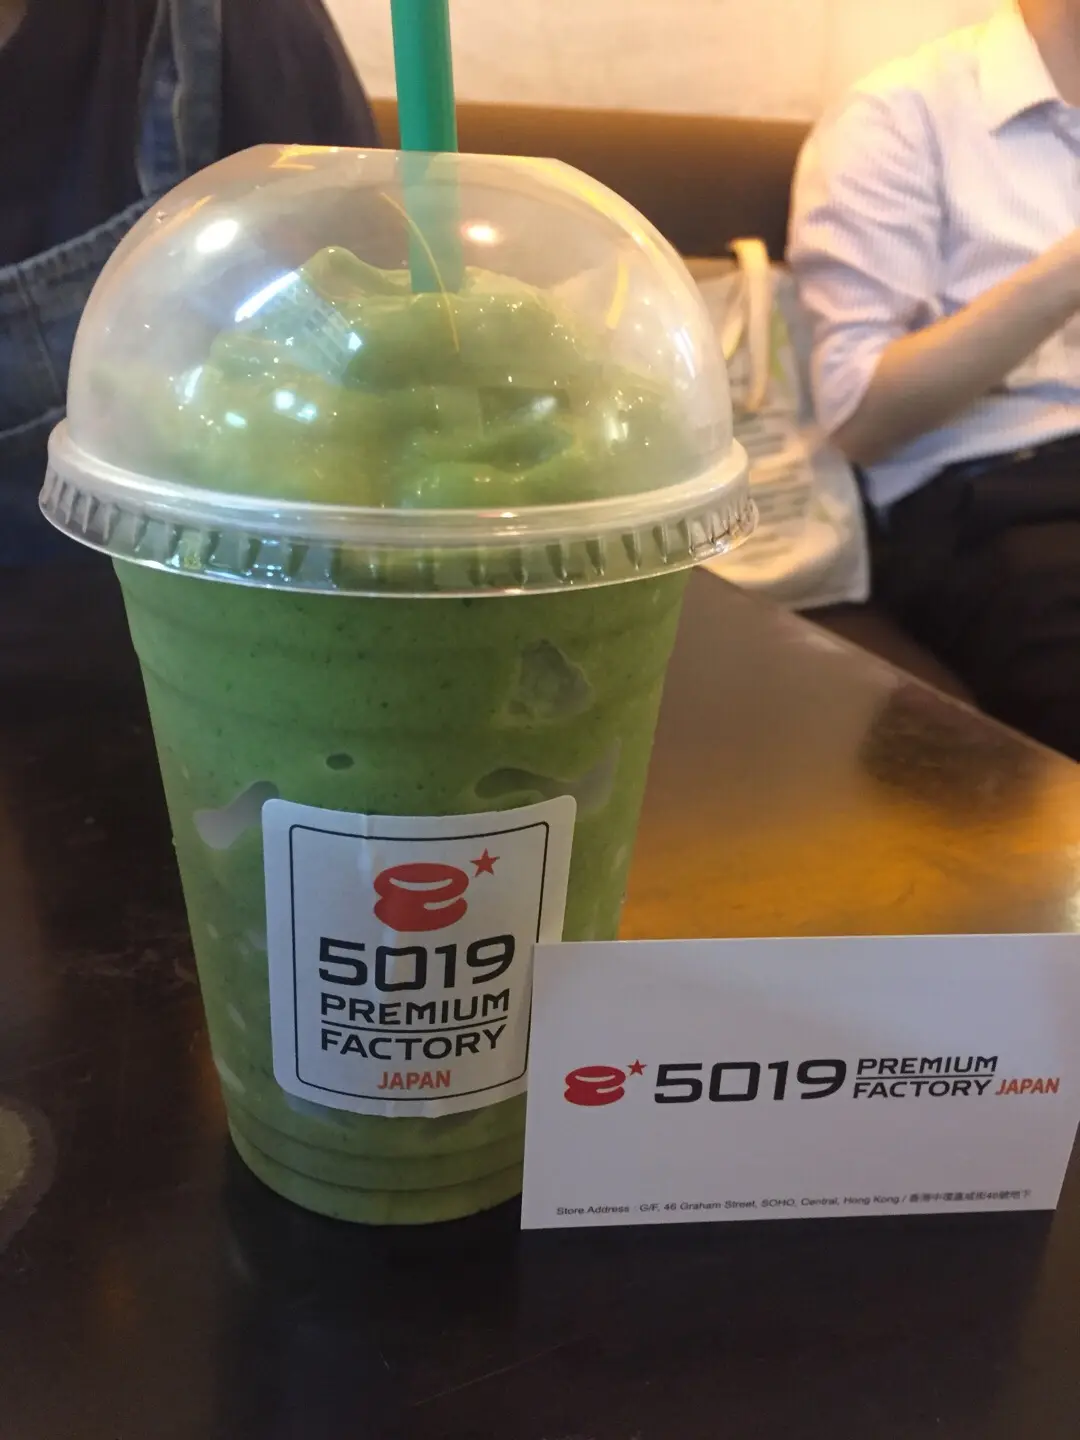 5019
PREMIUM
FACTORY
JAPAN
5019 PREMIUM FACTORY JAPAN
Store Address : G/F, 46 Graham Street, SOHO, Central, Hong Kong / 香港中環嘉咸街46號地下